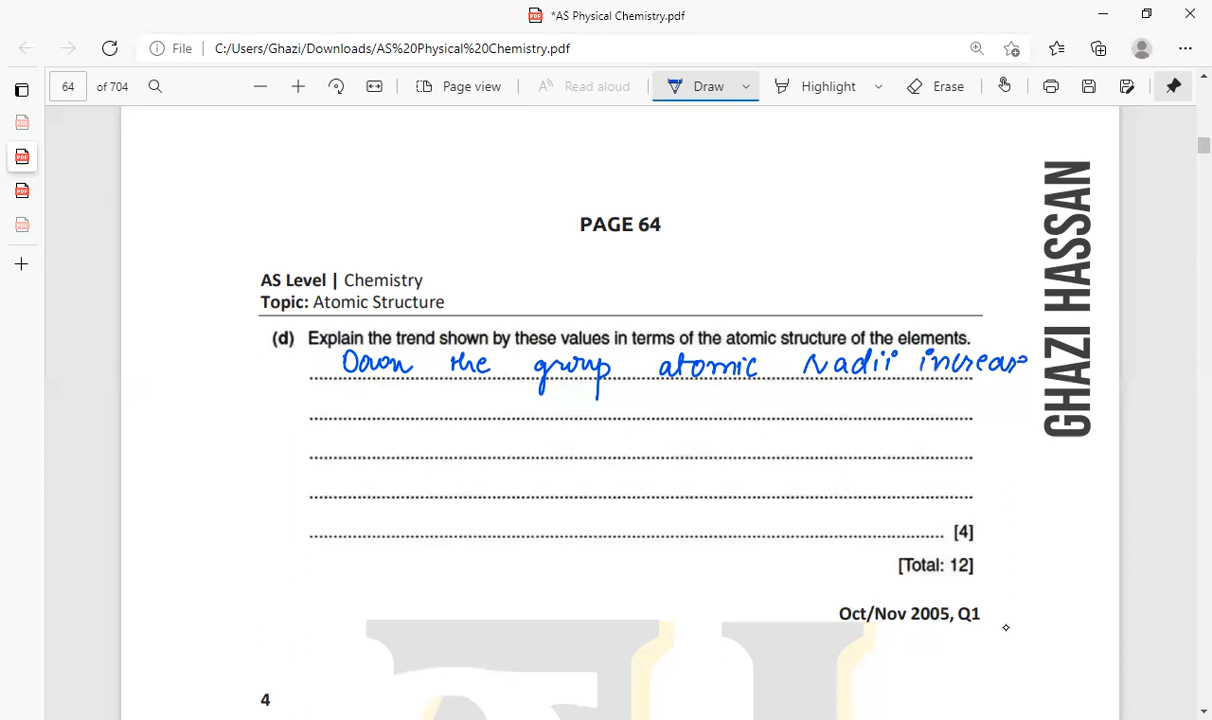 *AS Physical Chemistry.pdf
File C:/Users/Ghazi/Downloads/AS%20Physical%20Chemistry.pdf
64 of 704 Page view Read aloud Draw Highlight Erase
GHAZI HASSAN
PAGE 64
AS Level | Chemistry
Topic: Atomic Structure
(d) Explain the trend shown by these values in terms of the atomic structure of the elements.
Down the group atomic radii increase
[4]
[Total: 12]
Oct/Nov 2005, Q1
4